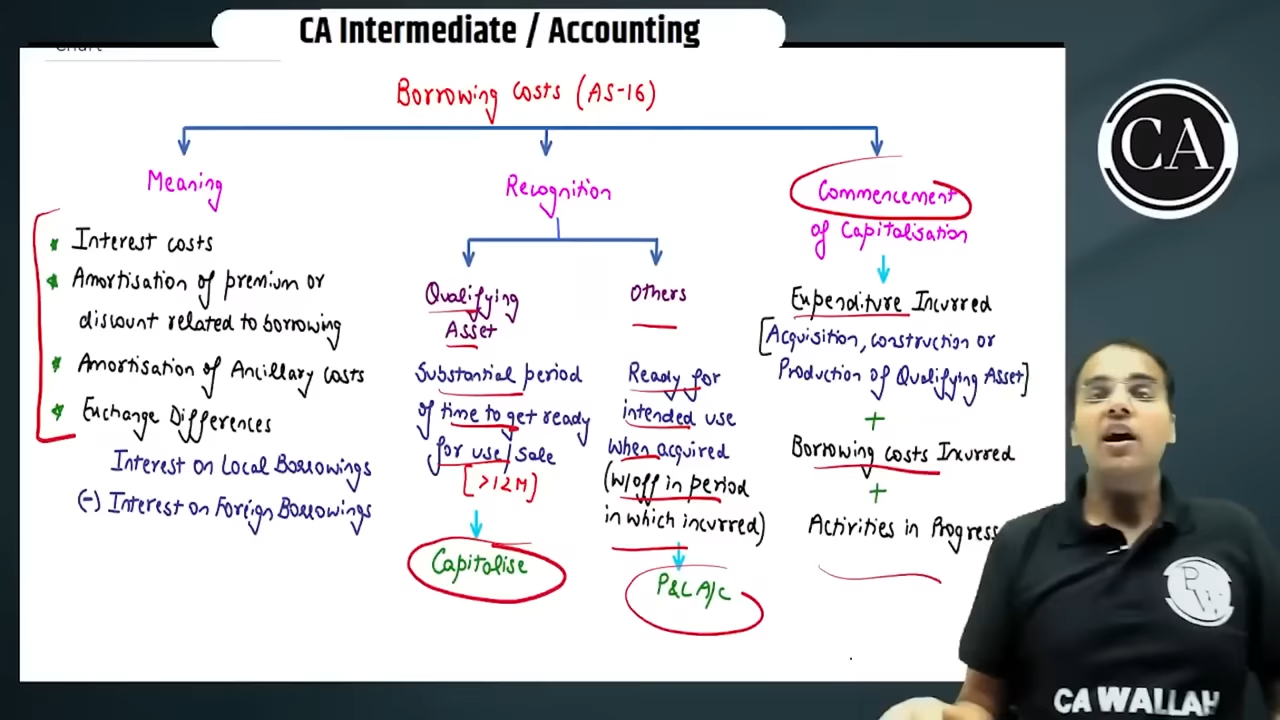 CA Intermediate / Accounting
Chart
Borrowing Costs (AS-16)
Meaning
Interest costs
Amortisation of premium or
discount related to borrowing
Amortisation of Ancillary costs
Exchange Differences
Interest on Local Borrowings
(-) Interest on Foreign Borrowings
Recognition
Qualifying
Asset
Substantial period
of time to get ready
for use/sale
[>12M]
Capitalise
Others
Ready for
intended use
when acquired
(w/off in period
in which incurred)
P&L A/c
Commencement
of Capitalisation
Expenditure Incurred
[Acquisition, construction or
Production of Qualifying Asset]
+
Borrowing costs Incurred
+
Activities in Progress
CA
PW
CA WALLAH